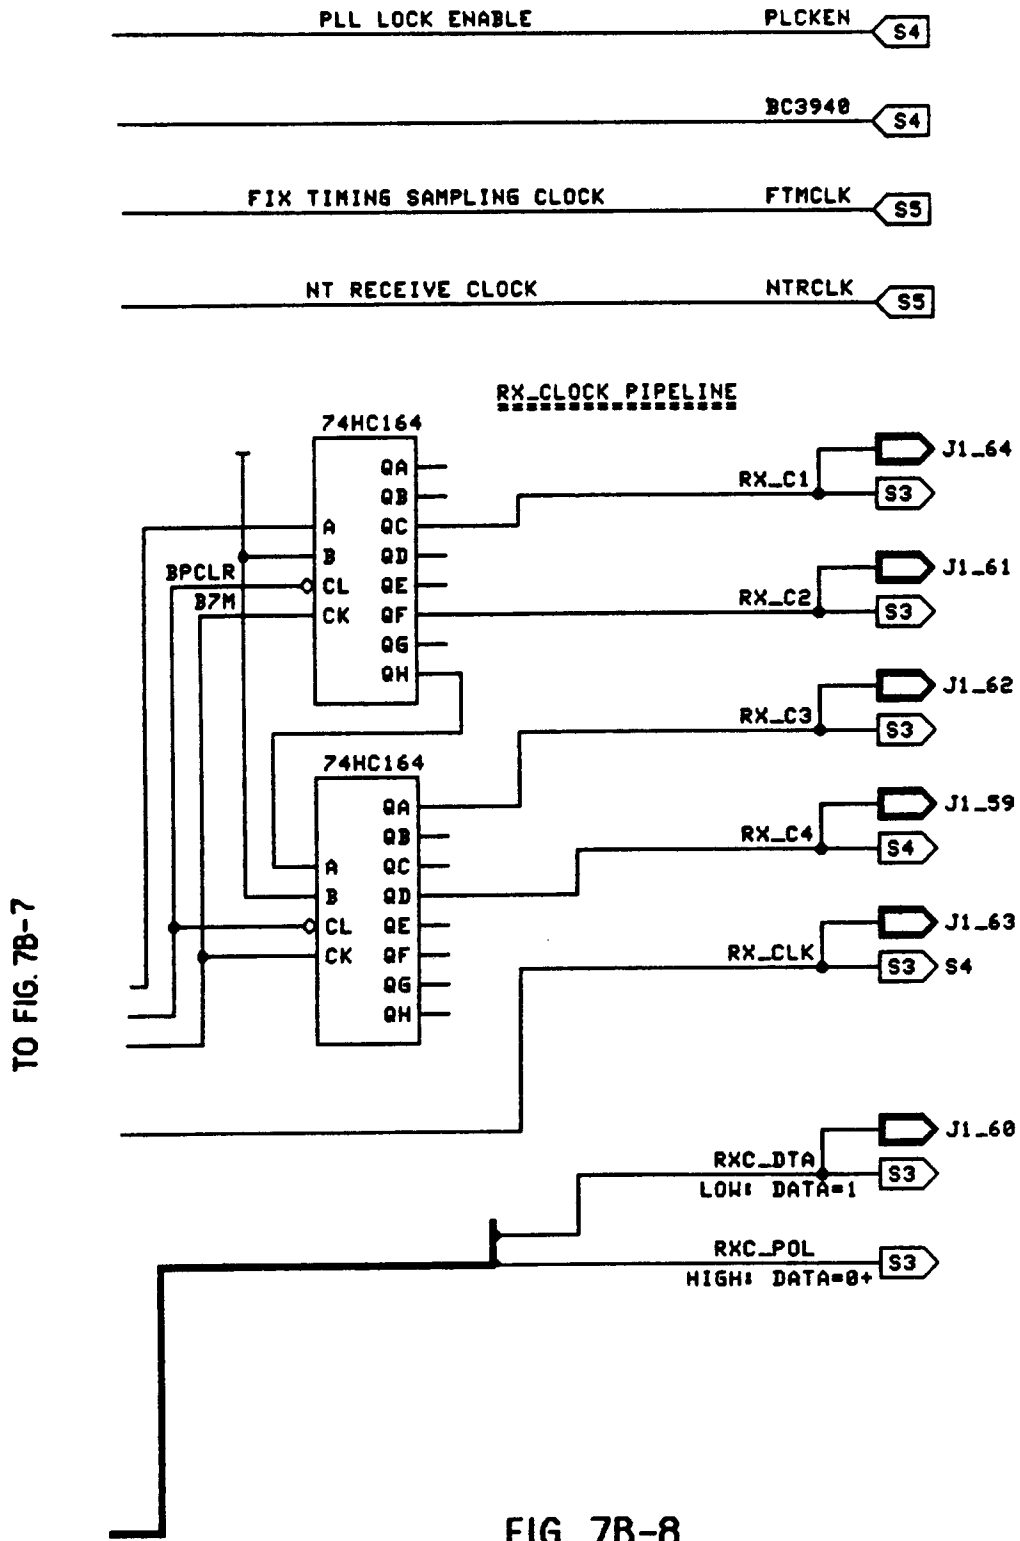 PLL LOCK ENABLE PLCKEN S4
BC3940 S4
FIX TIMING SAMPLING CLOCK FTMCLK S5
NT RECEIVE CLOCK NTRCLK S5
RX_CLOCK PIPELINE
74HC164
QA
QB
A QC
B QD
BPCLR CL QE
B7M CK QF
QG
QH
RX_C1 J1_64
S3
RX_C2 J1_61
S3
RX_C3 J1_62
S3
74HC164
QA
QB
A QC
B QD
CL QE
CK QF
QG
QH
RX_C4 J1_59
S4
RX_CLK J1_63
S3 S4
TO FIG. 7B-7
RXC_DTA J1_60
LOW: DATA=1 S3
RXC_POL S3
HIGH: DATA=0+
FIG. 7B-8